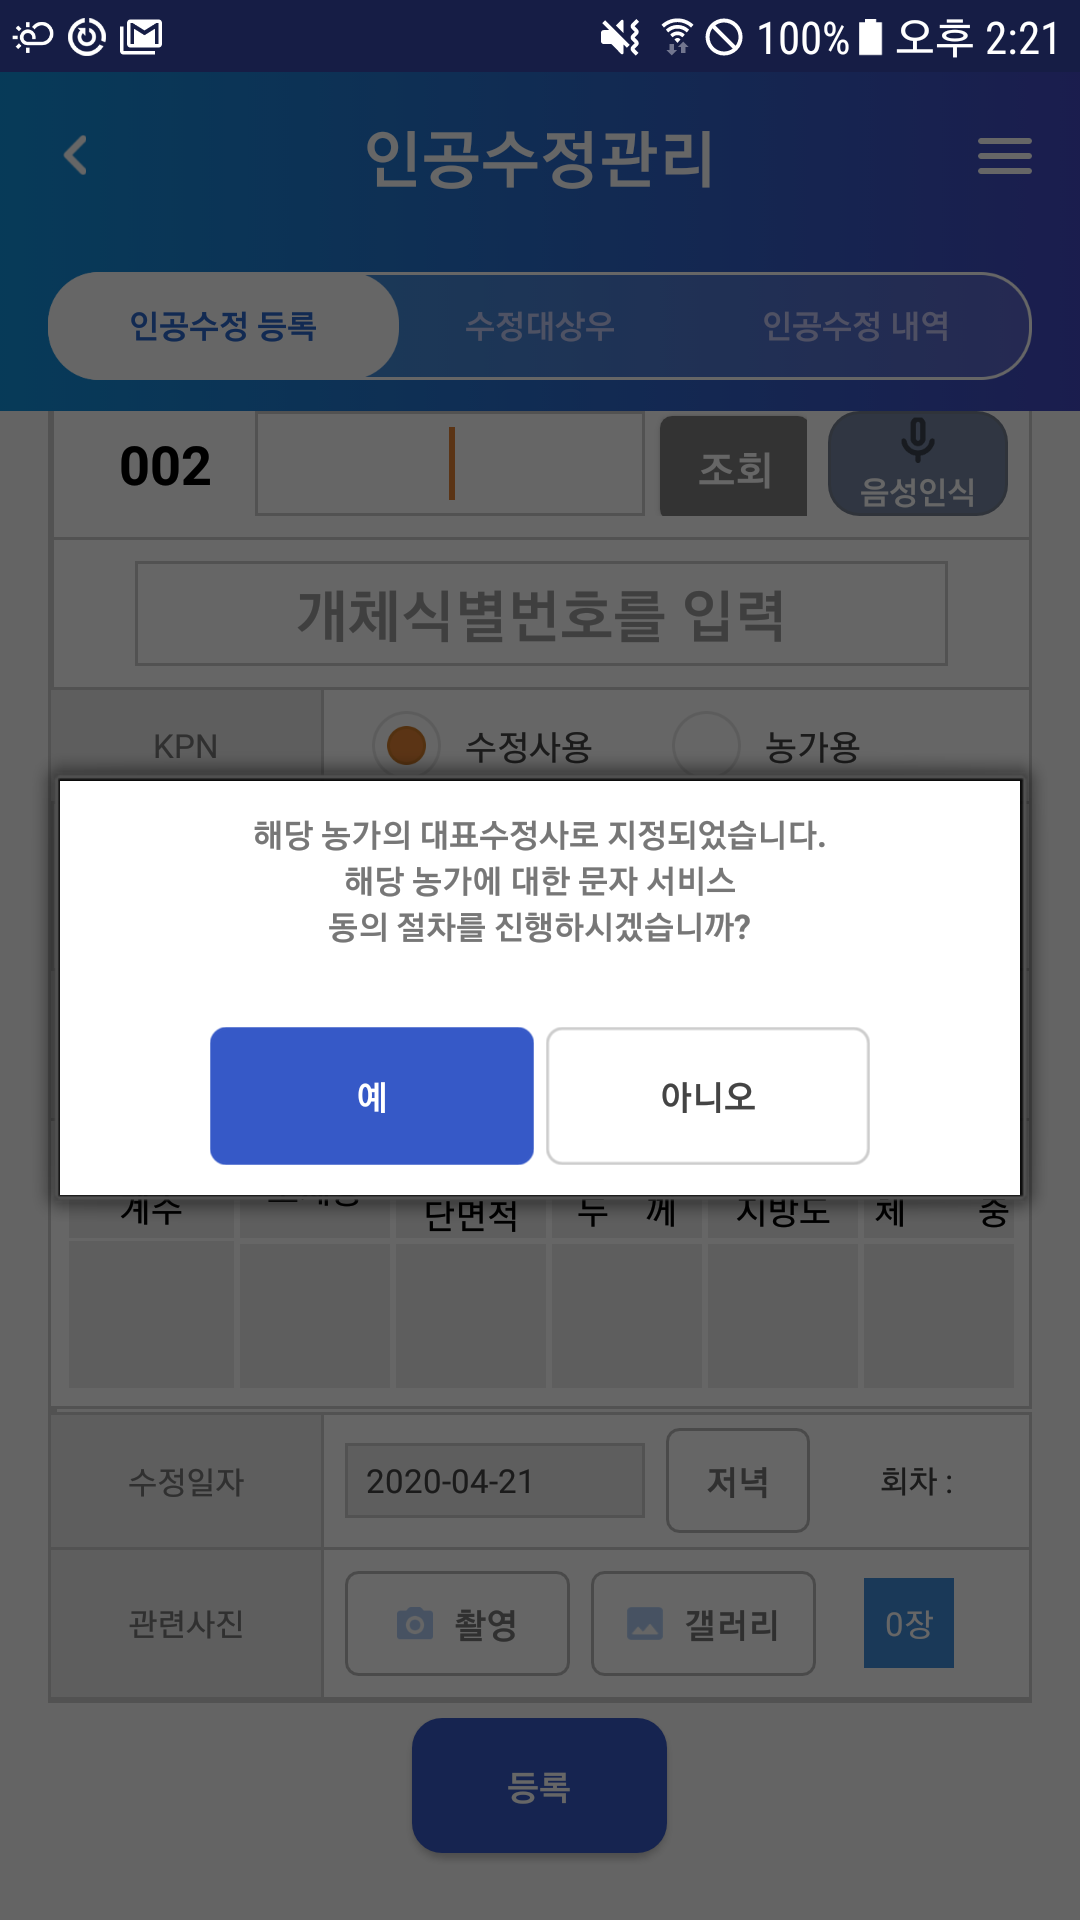 100% 오후 2:21
인공수정관리
인공수정 등록 수정대상우 인공수정 내역
002 조회 음성인식
개체식별번호를 입력
KPN 수정사용 농가용
해당 농가의 대표수정사로 지정되었습니다.
해당 농가에 대한 문자 서비스
동의 절차를 진행하시겠습니까?
예 아니오
계수 단면적 두 께 지방도 체 중
수정일자 2020-04-21 저녁 회차 :
관련사진 촬영 갤러리 0장
등록